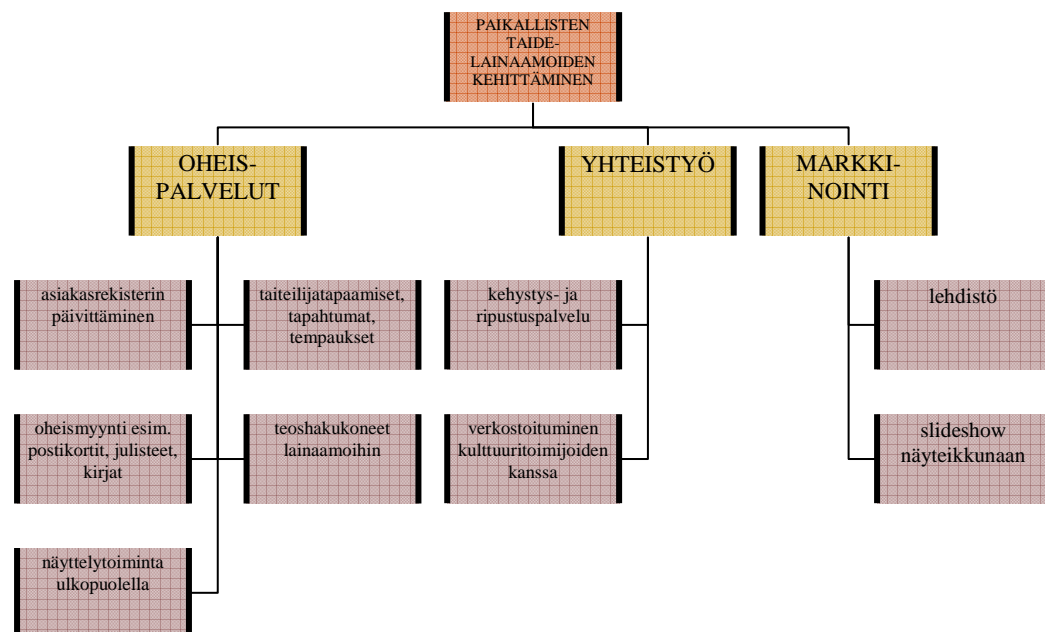 PAIKALLISTEN
TAIDE-
LAINAAMOIDEN
KEHITTÄMINEN
OHEIS-
PALVELUT
YHTEISTYÖ
MARKKI-
NOINTI
asiakasrekisterin
päivittäminen
taiteilijatapaamiset,
tapahtumat,
tempaukset
kehystys- ja
ripustuspalvelu
lehdistö
oheismyynti esim.
postikortit, julisteet,
kirjat
teoshakukoneet
lainaamoihin
verkostoituminen
kulttuuritoimijoiden
kanssa
slideshow
näyteikkunaan
näyttelytoiminta
ulkopuolella